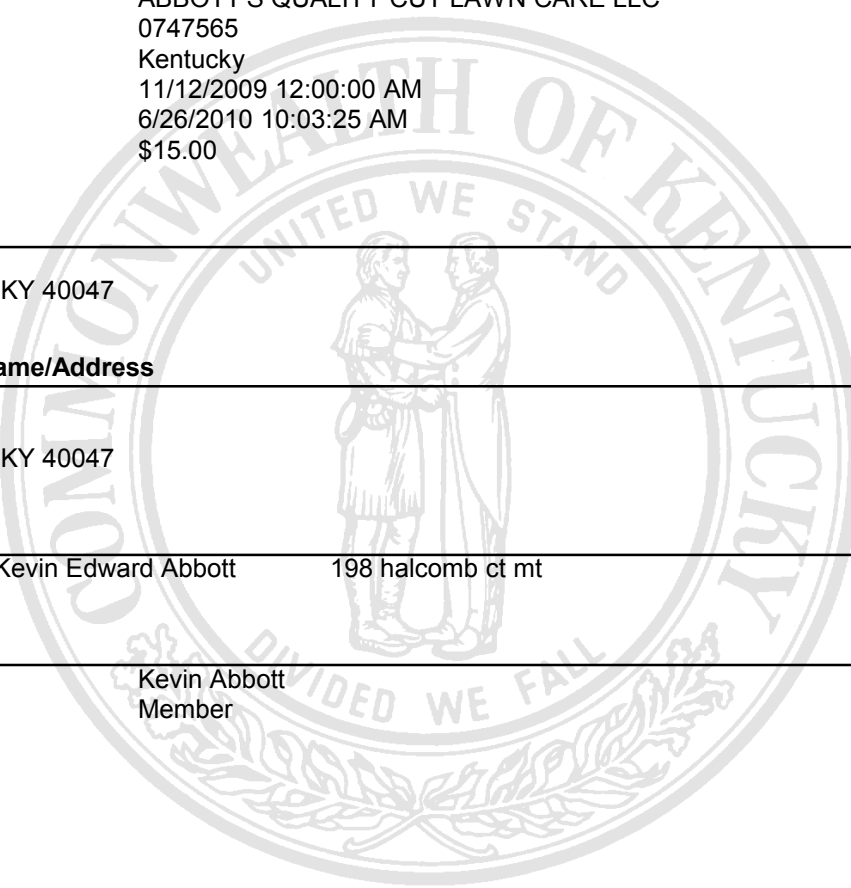 ABBOTT'S QUALITY CUT LAWN CARE LLC
0747565
Kentucky
11/12/2009 12:00:00 AM
6/26/2010 10:03:25 AM
$15.00
KY 40047
ame/Address
KY 40047
Kevin Edward Abbott 198 halcomb ct mt
Kevin Abbott
Member
COMMONWEALTH OF KENTUCKY
UNITED WE STAND
DIVIDED WE FALL